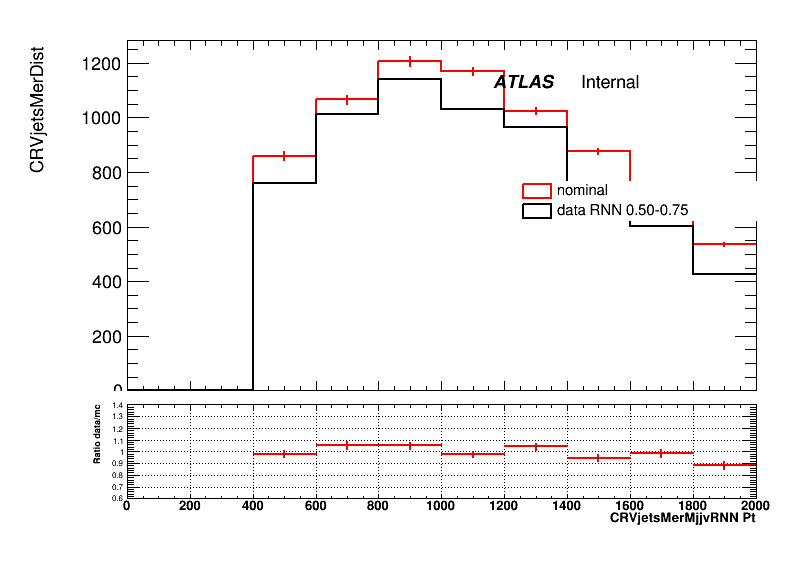 CRVjetsMerDist
1200
1000
800
600
400
200
0
ATLAS Internal
nominal
data RNN 0.50-0.75
Ratio data/mc
1.4
1.3
1.2
1.1
1
0.9
0.8
0.7
0.6
0 200 400 600 800 1000 1200 1400 1600 1800 2000
CRVjetsMerMjjvRNN Pt